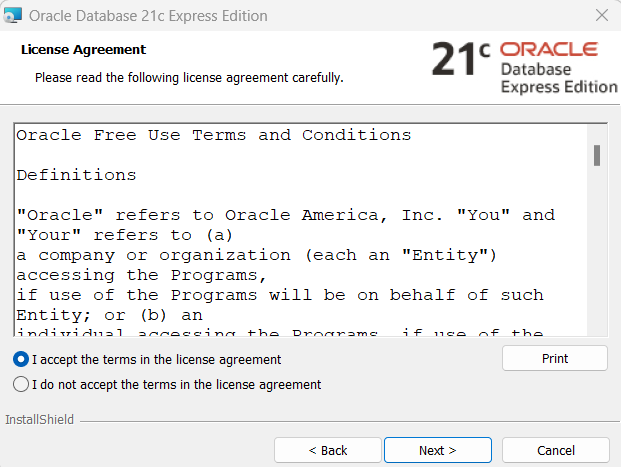 Oracle Database 21c Express Edition
License Agreement
Please read the following license agreement carefully.
21c ORACLE
Database
Express Edition
Oracle Free Use Terms and Conditions
Definitions
"Oracle" refers to Oracle America, Inc. "You" and
"Your" refers to (a)
a company or organization (each an "Entity")
accessing the Programs,
if use of the Programs will be on behalf of such
Entity; or (b) an
individual accessing the Programs, if use of the
I accept the terms in the license agreement
Print
I do not accept the terms in the license agreement
InstallShield
< Back
Next >
Cancel